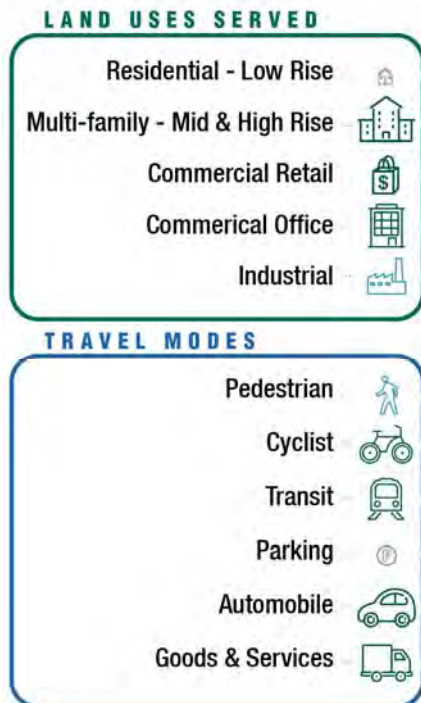 LAND USES SERVED
Residential - Low Rise
Multi-family - Mid & High Rise
Commercial Retail
$
Commerical Office
Industrial
TRAVEL MODES
Pedestrian
Cyclist
Transit
Parking
P
Automobile
Goods & Services